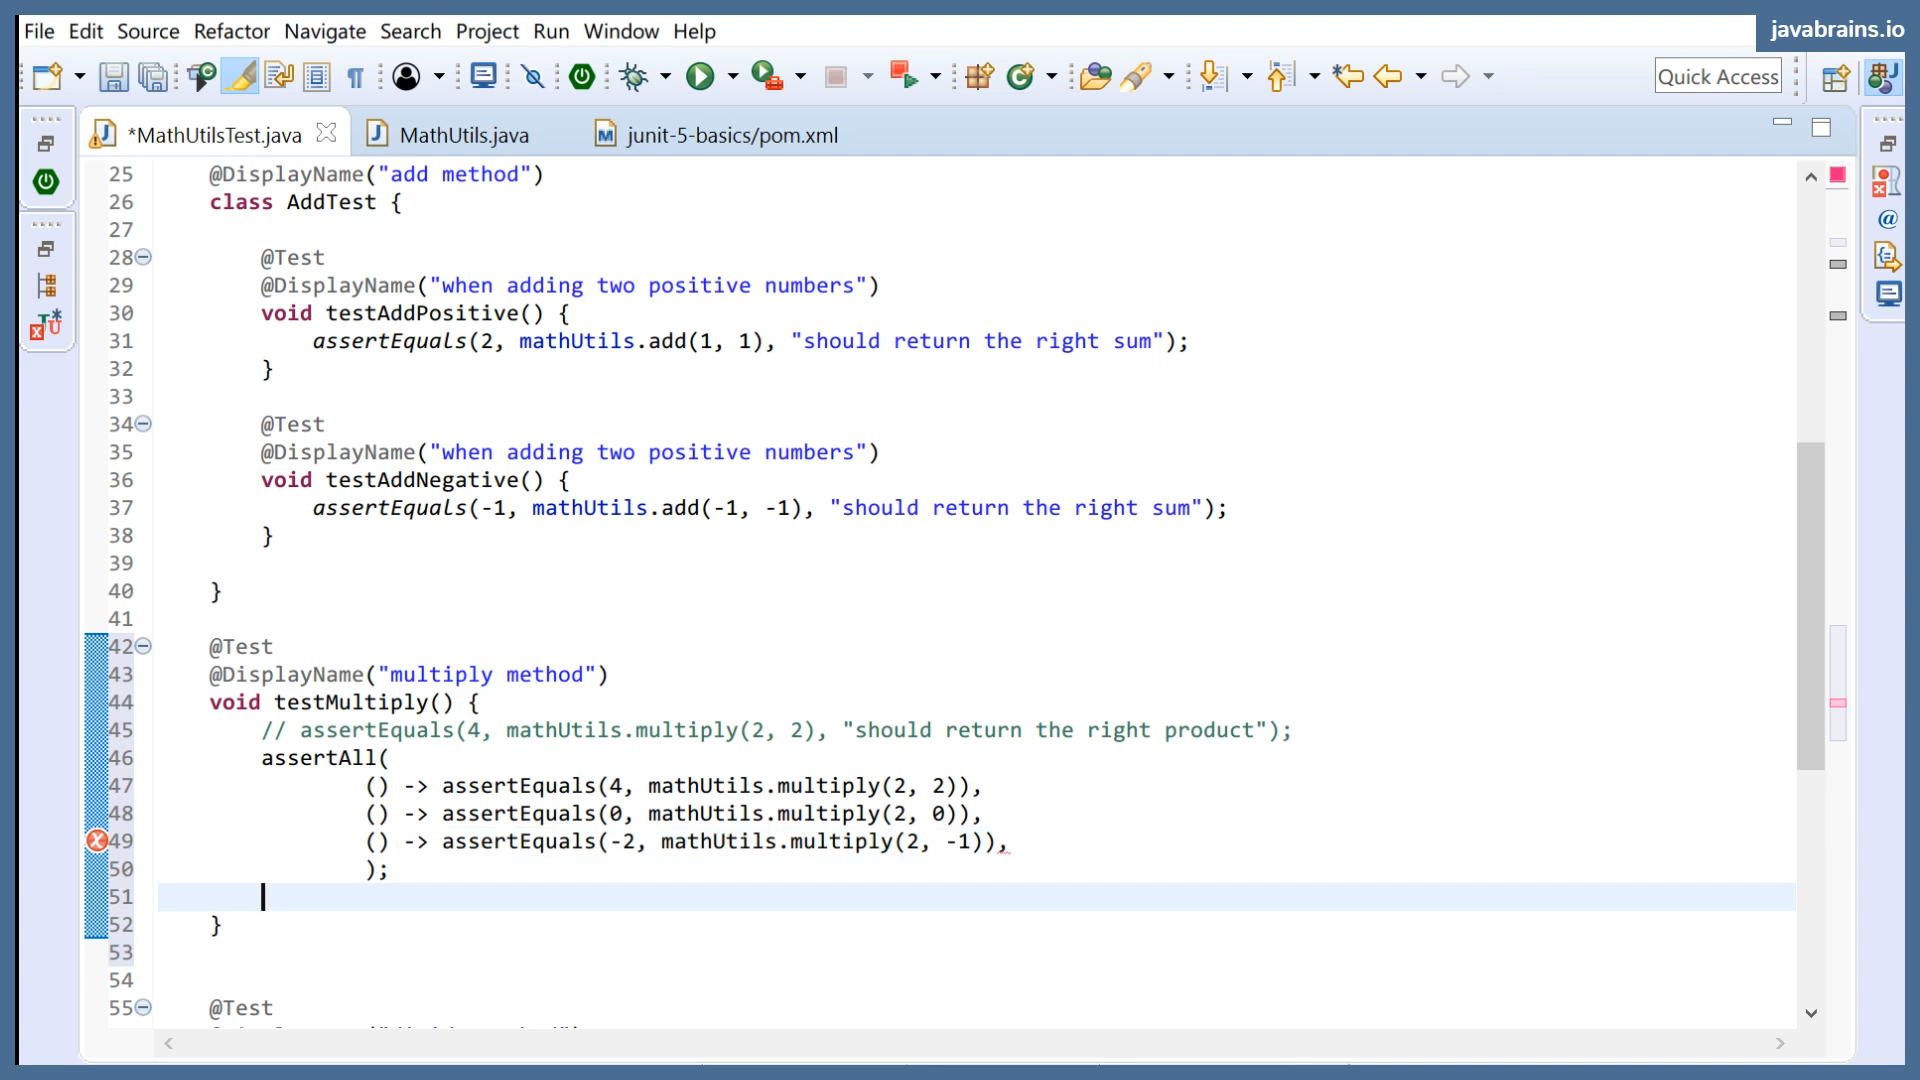 javabrains.io
File Edit Source Refactor Navigate Search Project Run Window Help
Quick Access
*MathUtilsTest.java MathUtils.java junit-5-basics/pom.xml
25 @DisplayName("add method")
26 class AddTest {
27
28 @Test
29 @DisplayName("when adding two positive numbers")
30 void testAddPositive() {
31 assertEquals(2, mathUtils.add(1, 1), "should return the right sum");
32 }
33
34 @Test
35 @DisplayName("when adding two positive numbers")
36 void testAddNegative() {
37 assertEquals(-1, mathUtils.add(-1, -1), "should return the right sum");
38 }
39
40 }
41
42 @Test
43 @DisplayName("multiply method")
44 void testMultiply() {
45 // assertEquals(4, mathUtils.multiply(2, 2), "should return the right product");
46 assertAll(
47 () -> assertEquals(4, mathUtils.multiply(2, 2)),
48 () -> assertEquals(0, mathUtils.multiply(2, 0)),
49 () -> assertEquals(-2, mathUtils.multiply(2, -1)),
50 );
51
52 }
53
54
55 @Test